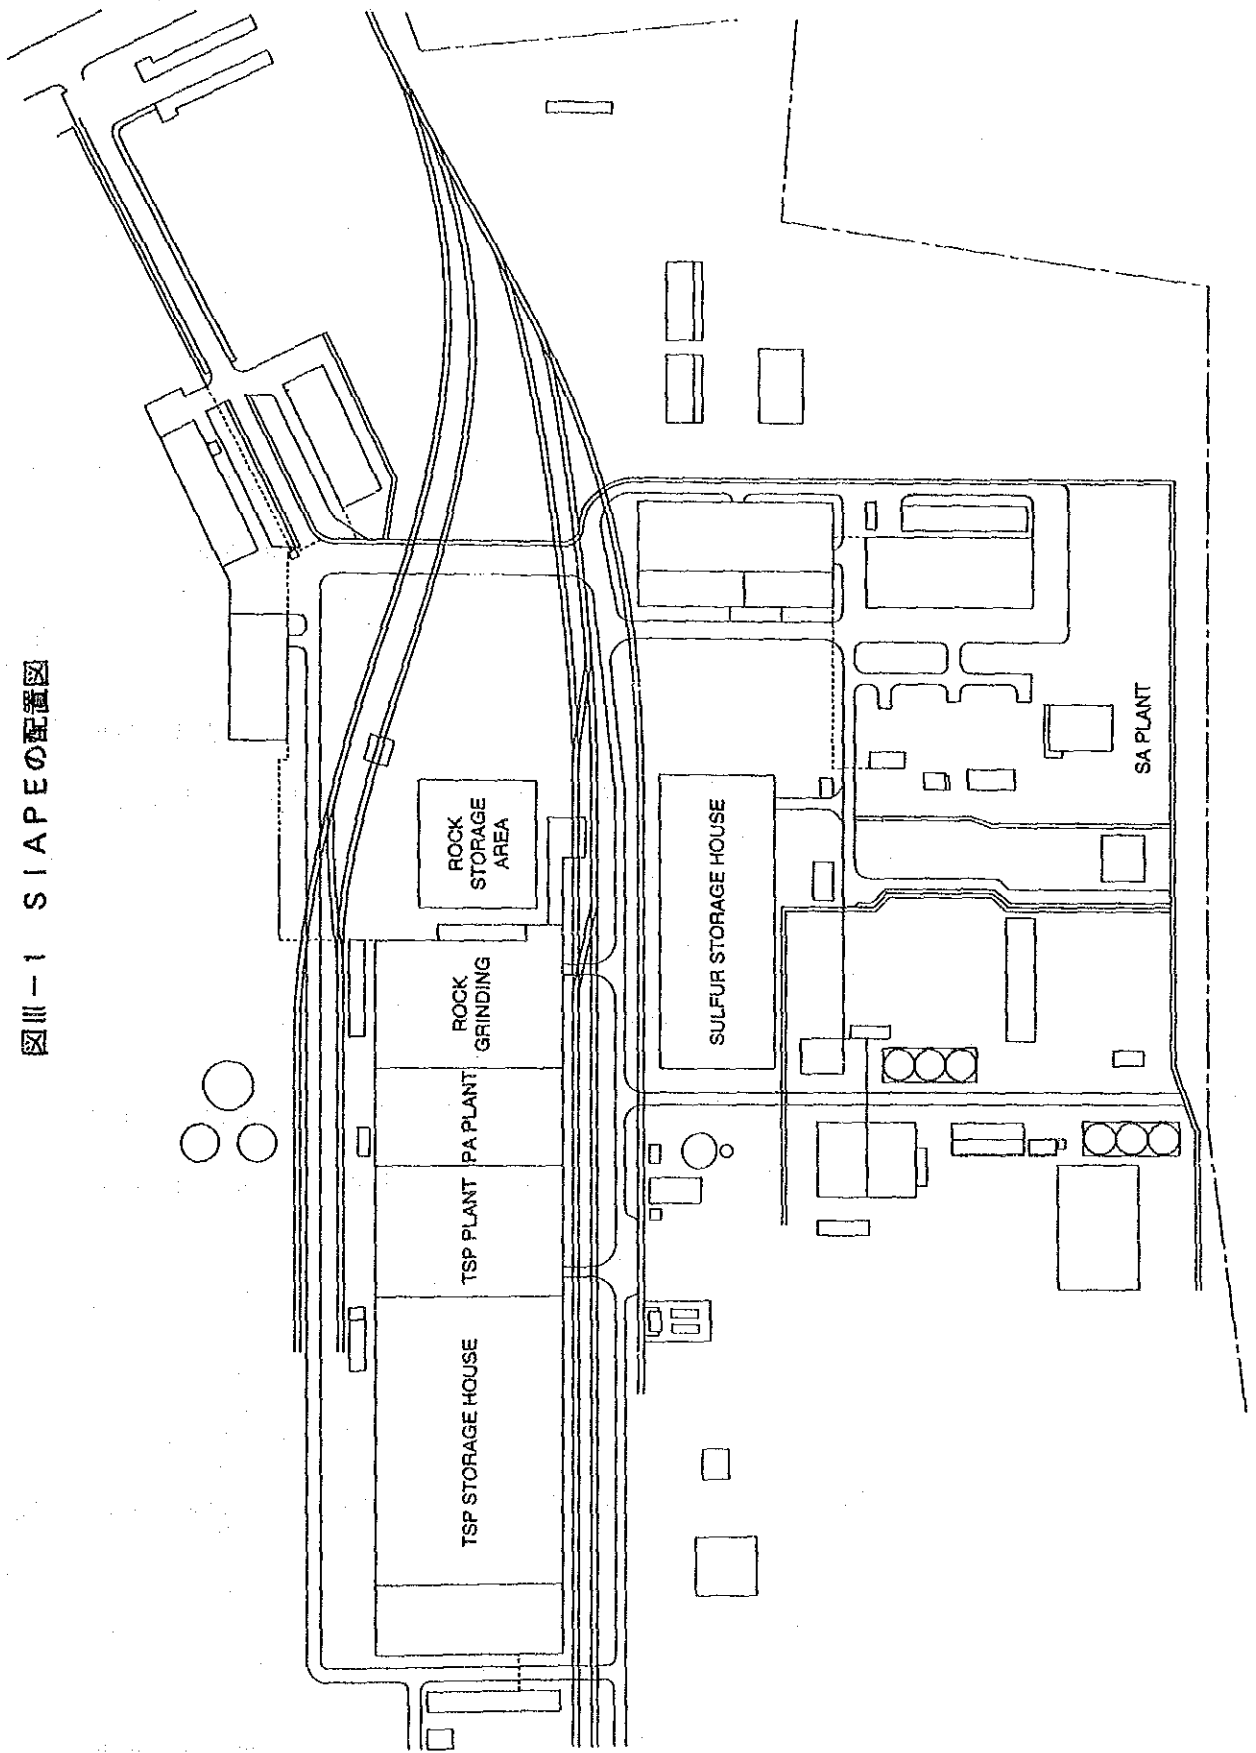 図III－1 SIAPEの配置図
TSP STORAGE HOUSE
TSP PLANT
PA PLANT
ROCK
GRINDING
ROCK
STORAGE
AREA
SULFUR STORAGE HOUSE
SA PLANT